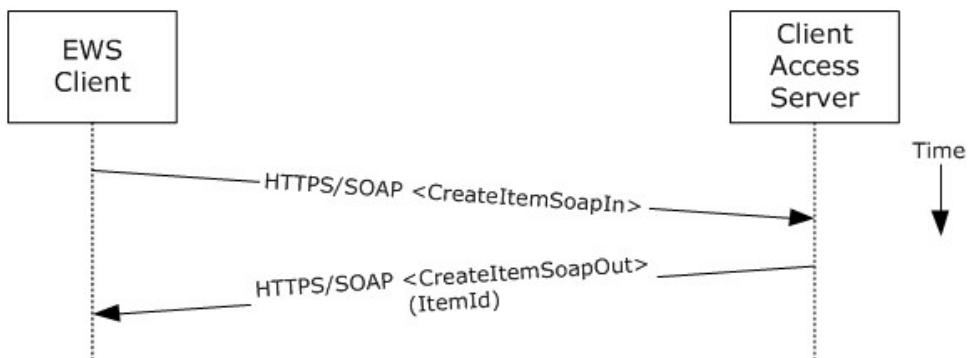 EWS
Client
Client
Access
Server
Time
HTTPS/SOAP <CreateItemSoapIn>
HTTPS/SOAP <CreateItemSoapOut>
(ItemId)